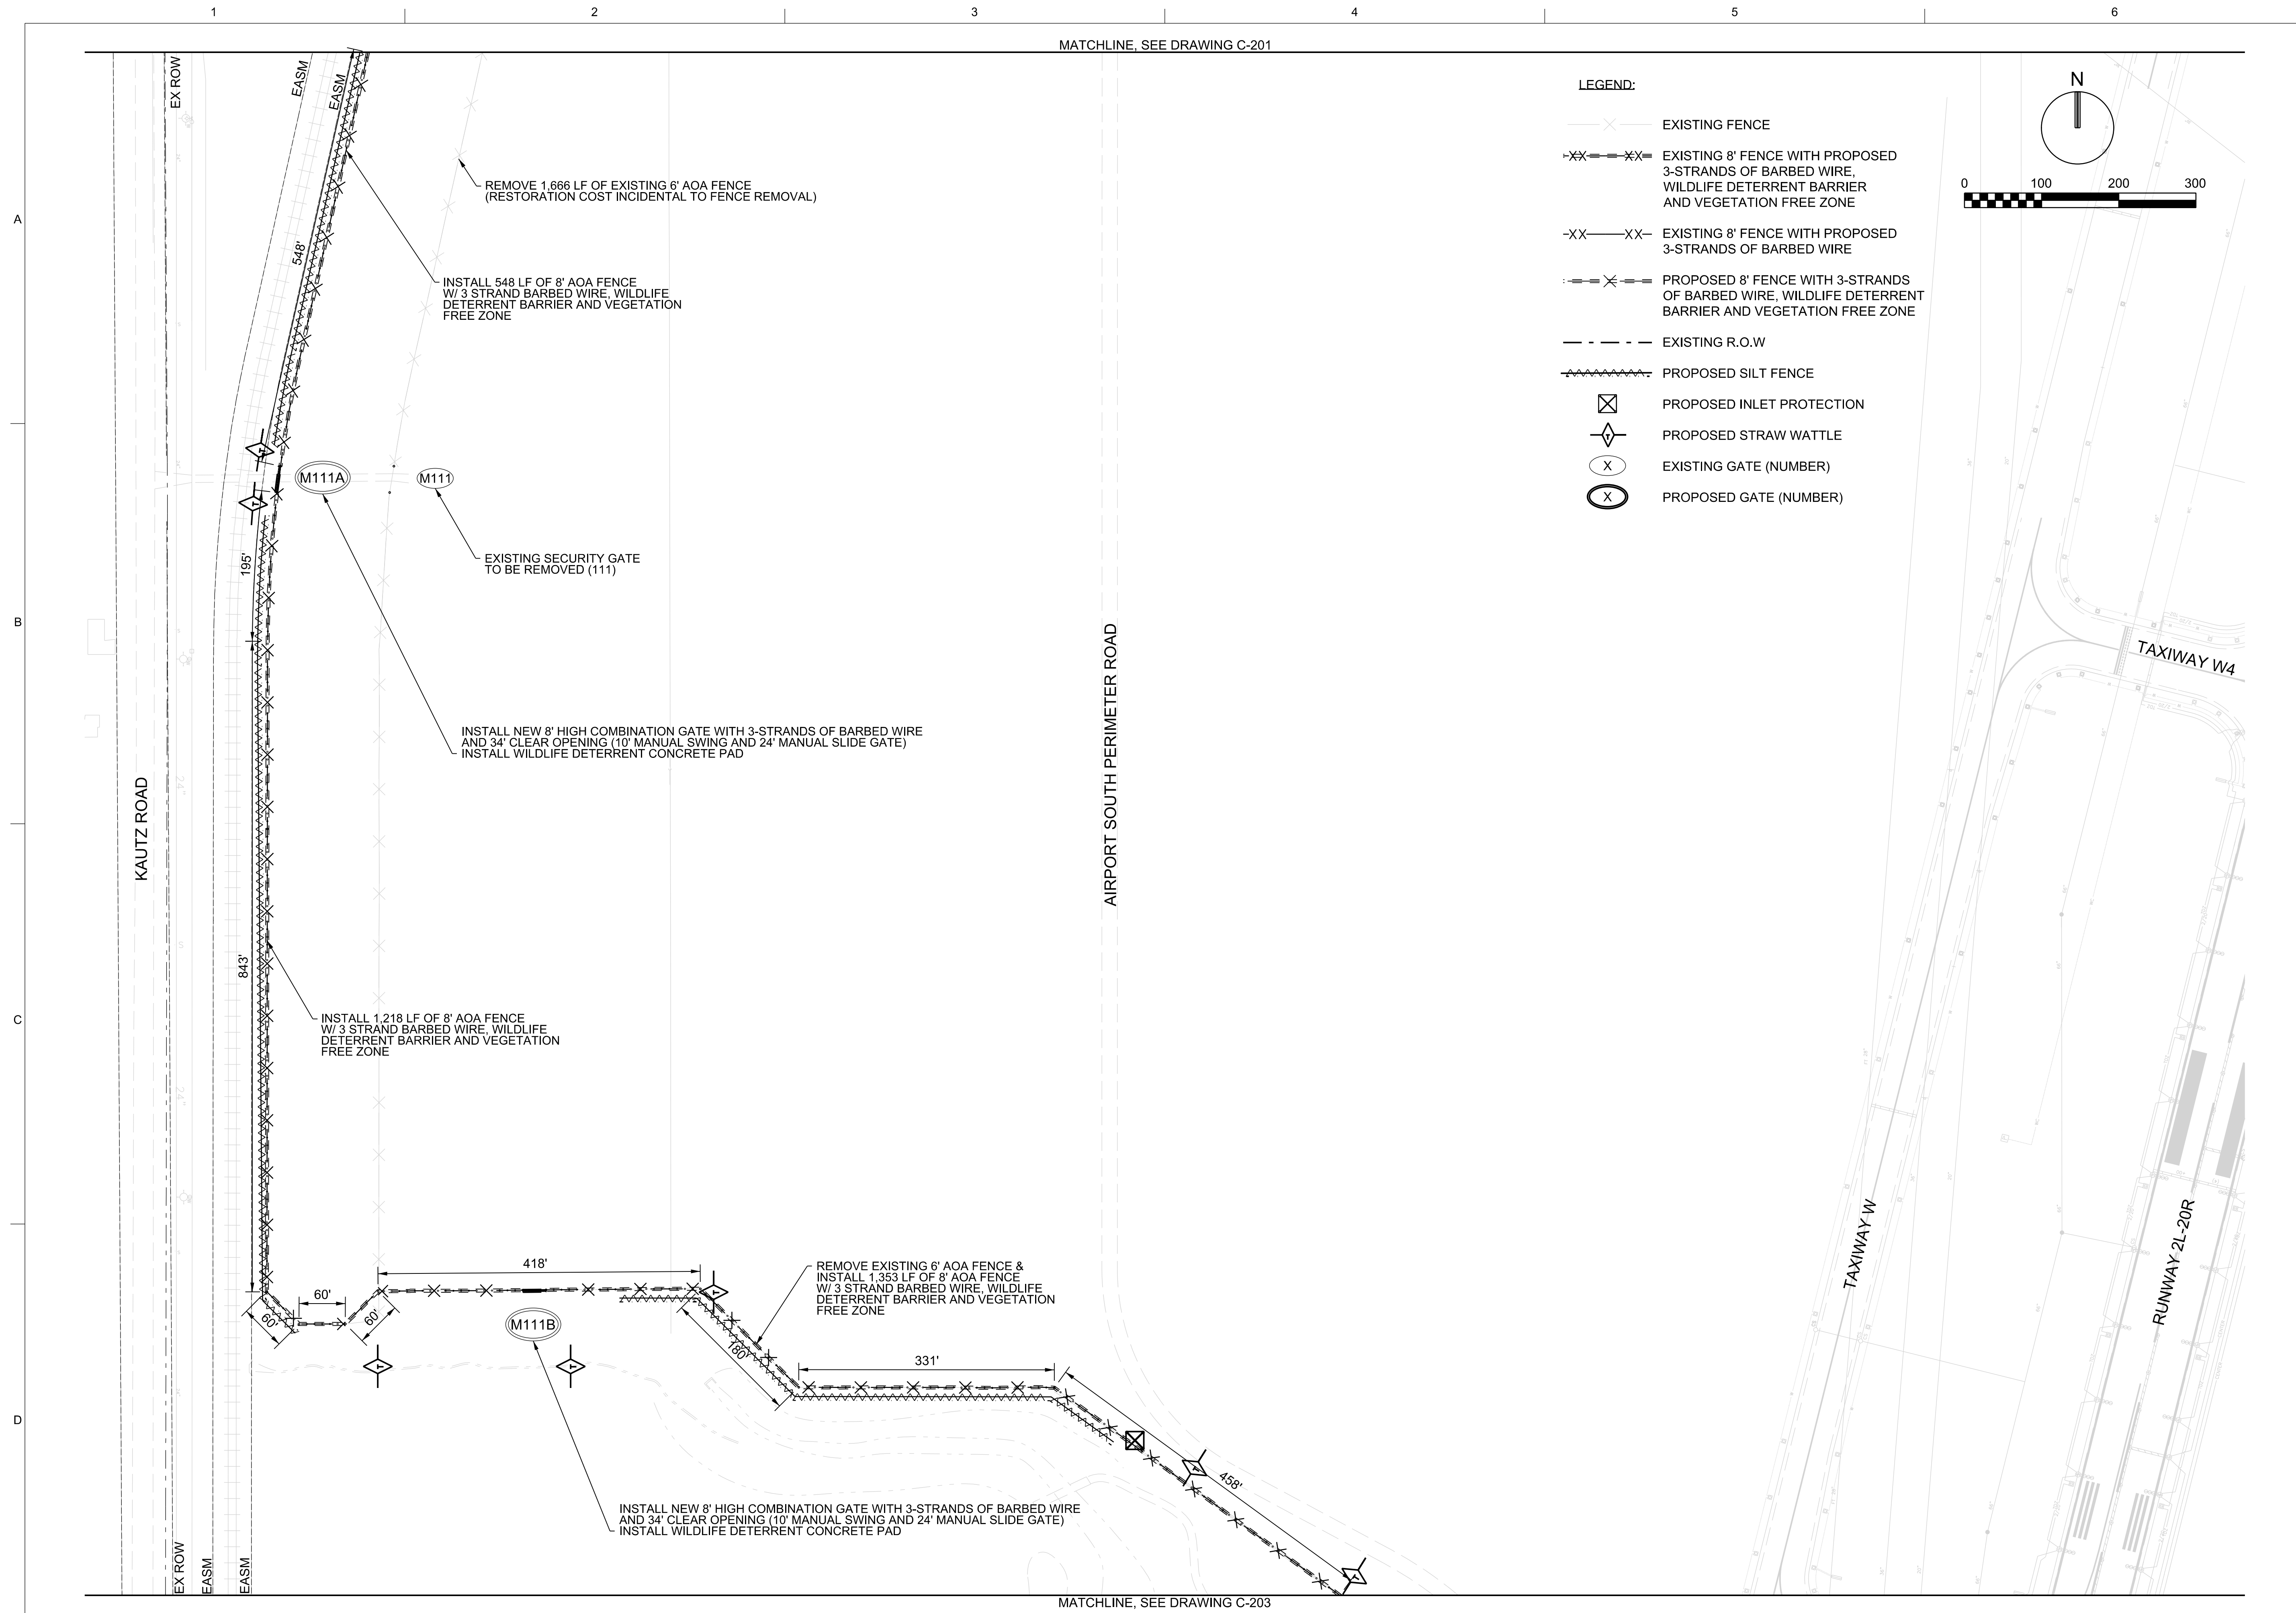 1
2
3
4
5
6
MATCHLINE, SEE DRAWING C-201
A
B
C
D
EX ROW
EASM
EASM
LEGEND:
EXISTING FENCE
EXISTING 8' FENCE WITH PROPOSED
3-STRANDS OF BARBED WIRE,
WILDLIFE DETERRENT BARRIER
AND VEGETATION FREE ZONE
EXISTING 8' FENCE WITH PROPOSED
3-STRANDS OF BARBED WIRE
PROPOSED 8' FENCE WITH 3-STRANDS
OF BARBED WIRE, WILDLIFE DETERRENT
BARRIER AND VEGETATION FREE ZONE
EXISTING R.O.W
PROPOSED SILT FENCE
PROPOSED INLET PROTECTION
T PROPOSED STRAW WATTLE
X EXISTING GATE (NUMBER)
X PROPOSED GATE (NUMBER)
N
0 100 200 300
REMOVE 1,666 LF OF EXISTING 6' AOA FENCE
(RESTORATION COST INCIDENTAL TO FENCE REMOVAL)
548'
INSTALL 548 LF OF 8' AOA FENCE
W/ 3 STRAND BARBED WIRE, WILDLIFE
DETERRENT BARRIER AND VEGETATION
FREE ZONE
M111A
M111
195'
EXISTING SECURITY GATE
TO BE REMOVED (111)
INSTALL NEW 8' HIGH COMBINATION GATE WITH 3-STRANDS OF BARBED WIRE
AND 34' CLEAR OPENING (10' MANUAL SWING AND 24' MANUAL SLIDE GATE)
INSTALL WILDLIFE DETERRENT CONCRETE PAD
KAUTZ ROAD
24"
24"
AIRPORT SOUTH PERIMETER ROAD
TAXIWAY W4
TAXIWAY W
RUNWAY 2L-20R
843'
INSTALL 1,218 LF OF 8' AOA FENCE
W/ 3 STRAND BARBED WIRE, WILDLIFE
DETERRENT BARRIER AND VEGETATION
FREE ZONE
418'
60'
60'
60'
M111B
180'
REMOVE EXISTING 6' AOA FENCE &
INSTALL 1,353 LF OF 8' AOA FENCE
W/ 3 STRAND BARBED WIRE, WILDLIFE
DETERRENT BARRIER AND VEGETATION
FREE ZONE
331'
458'
INSTALL NEW 8' HIGH COMBINATION GATE WITH 3-STRANDS OF BARBED WIRE
AND 34' CLEAR OPENING (10' MANUAL SWING AND 24' MANUAL SLIDE GATE)
INSTALL WILDLIFE DETERRENT CONCRETE PAD
EX ROW
EASM
EASM
MATCHLINE, SEE DRAWING C-203